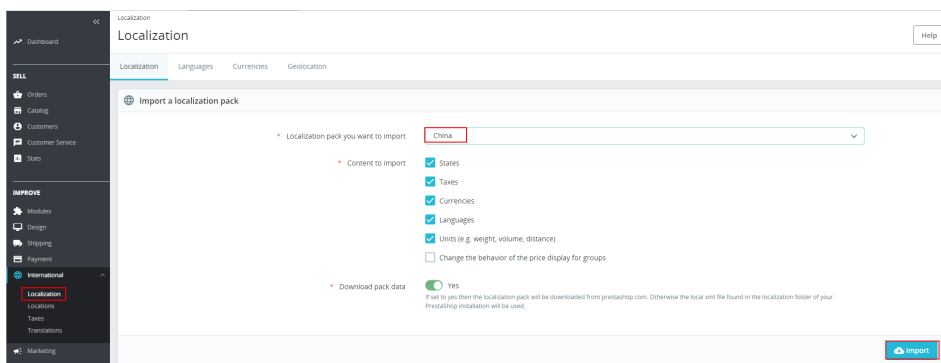 Dashboard
SELL
Orders
Catalog
Customers
Customer Service
Stats
IMPROVE
Modules
Design
Shipping
Payment
International
Localization
Locations
Taxes
Translations
Marketing
Localization
Localization
Help
Localization Languages Currencies Geolocation
Import a localization pack
* Localization pack you want to import China
* Content to import States
Taxes
Currencies
Languages
Units (e.g. weight, volume, distance)
Change the behavior of the price display for groups
* Download pack data Yes
If set to yes then the localization pack will be downloaded from prestashop.com. Otherwise the local xml file found in the localization folder of your
PrestaShop installation will be used.
Import